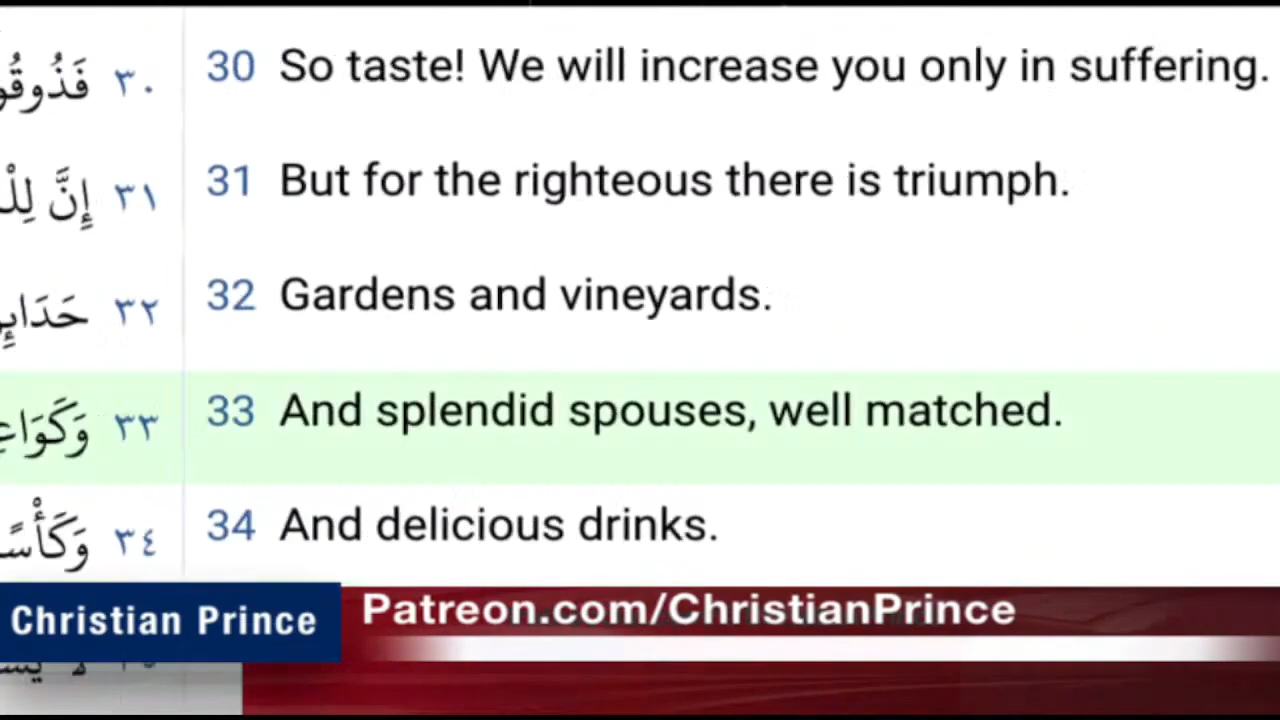 فَذُوقُو ٣٠ 30 So taste! We will increase you only in suffering.
إِنَّ لِلْ ٣١ 31 But for the righteous there is triumph.
٣٢ 32 Gardens and vineyards.
٣٣ 33 And splendid spouses, well matched.
٣٤ 34 And delicious drinks.
Christian Prince Patreon.com/ChristianPrince